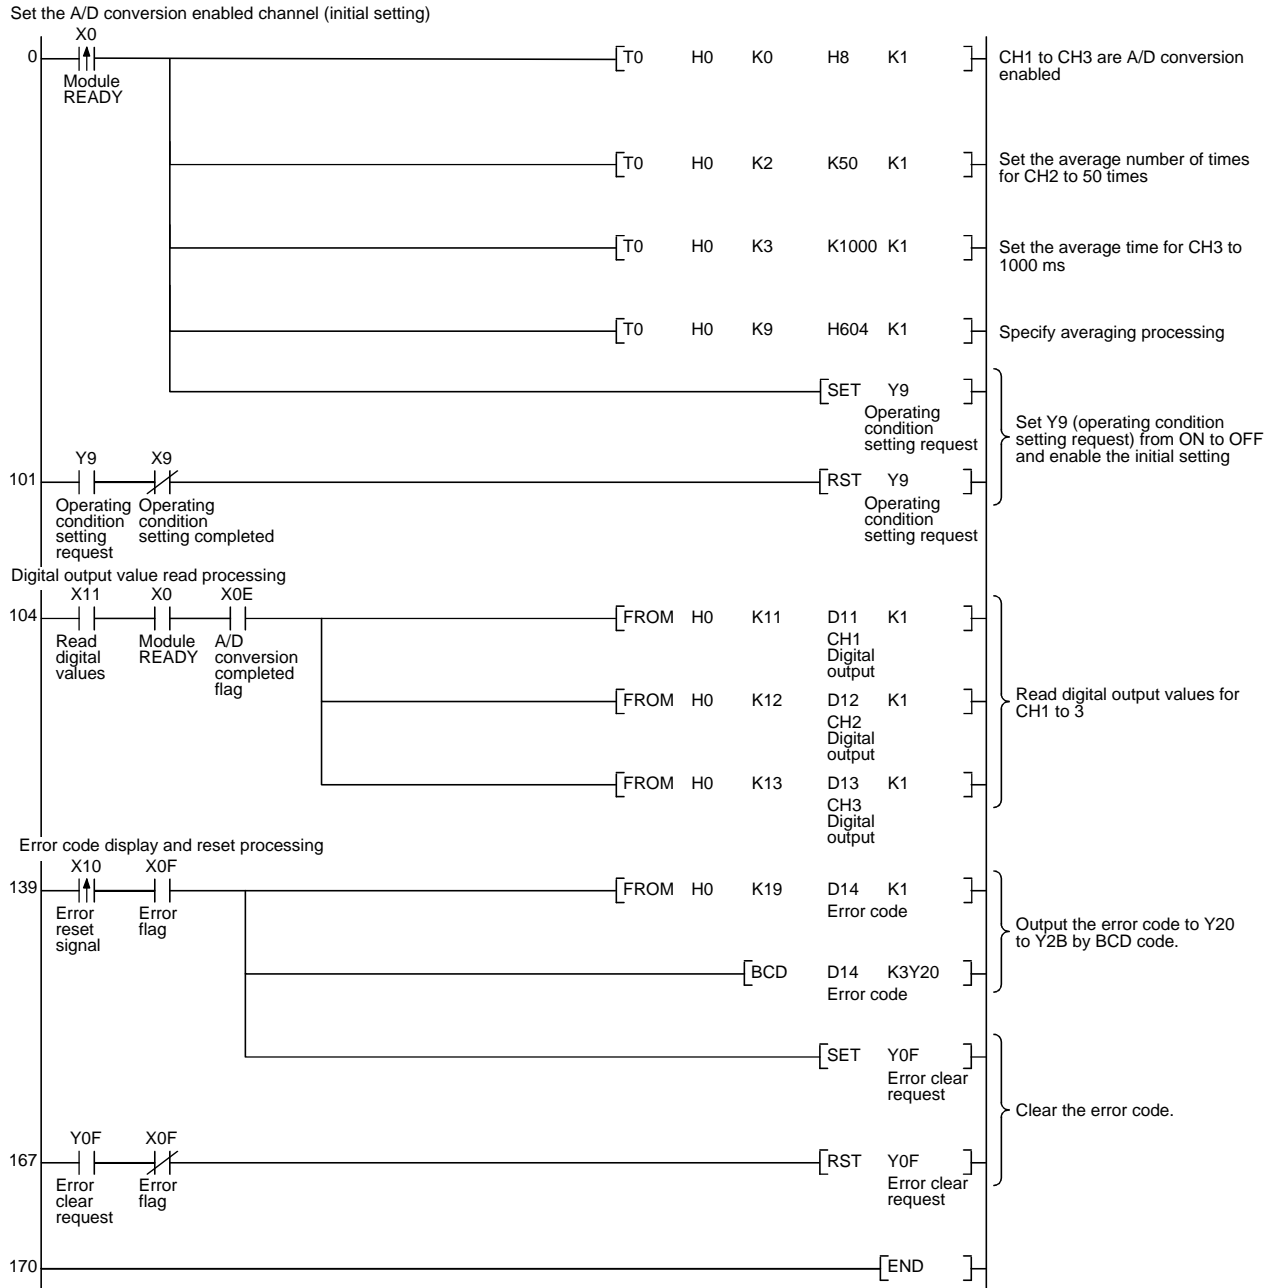 Set the A/D conversion enabled channel (initial setting)
X0
0
Module
READY
T0 H0 K0 H8 K1
CH1 to CH3 are A/D conversion
enabled
T0 H0 K2 K50 K1
Set the average number of times
for CH2 to 50 times
T0 H0 K3 K1000 K1
Set the average time for CH3 to
1000 ms
T0 H0 K9 H604 K1
Specify averaging processing
SET Y9
Operating
condition
setting request
Set Y9 (operating condition
setting request) from ON to OFF
and enable the initial setting
Y9 X9
101
Operating
condition
setting
request
Operating
condition
setting completed
RST Y9
Operating
condition
setting request
Digital output value read processing
X11 X0 X0E
104
Read
digital
values
Module
READY
A/D
conversion
completed
flag
FROM H0 K11 D11 K1
CH1
Digital
output
FROM H0 K12 D12 K1
CH2
Digital
output
FROM H0 K13 D13 K1
CH3
Digital
output
Read digital output values for
CH1 to 3
Error code display and reset processing
X10 X0F
139
Error
reset
signal
Error
flag
FROM H0 K19 D14 K1
Error code
BCD D14 K3Y20
Error code
Output the error code to Y20
to Y2B by BCD code.
SET Y0F
Error clear
request
Clear the error code.
Y0F X0F
167
Error
clear
request
Error
flag
RST Y0F
Error clear
request
170
END